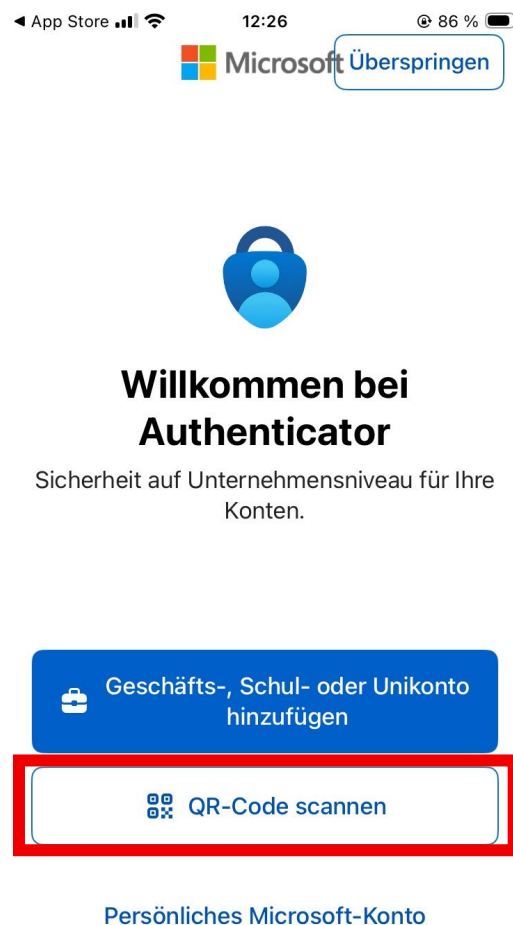 App Store 12:26 86 %
Microsoft Überspringen
Willkommen bei
Authenticator
Sicherheit auf Unternehmensniveau für Ihre
Konten.
Geschäfts-, Schul- oder Unikonto
hinzufügen
QR-Code scannen
Persönliches Microsoft-Konto